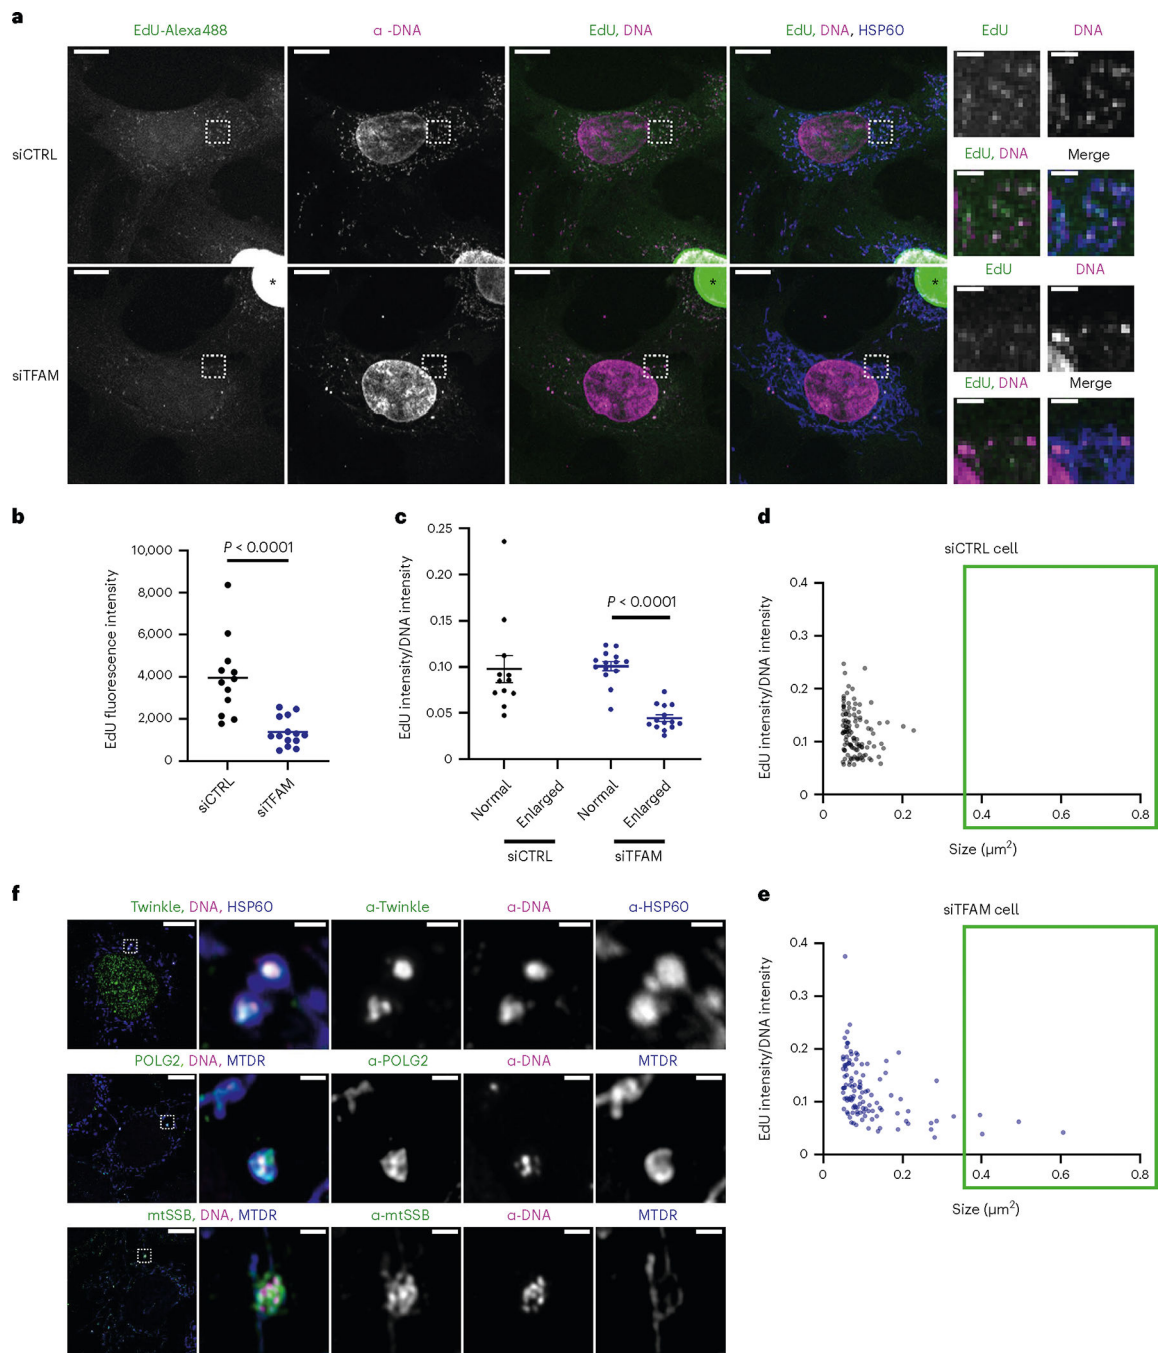 a
EdU-Alexa488 α -DNA EdU, DNA EdU, DNA, HSP60 EdU DNA
siCTRL
EdU, DNA Merge
*
EdU DNA
siTFAM
EdU, DNA Merge
b
EdU fluorescence intensity
10,000
8,000
6,000
4,000
2,000
0
P < 0.0001
siCTRL siTFAM
c
EdU intensity/DNA intensity
0.25
0.20
0.15
0.10
0.05
0
P < 0.0001
Normal Enlarged Normal Enlarged
siCTRL siTFAM
d
siCTRL cell
EdU intensity/DNA intensity
0.4
0.3
0.2
0.1
0
0 0.2 0.4 0.6 0.8
Size (µm²)
f
Twinkle, DNA, HSP60 α-Twinkle α-DNA α-HSP60
POLG2, DNA, MTDR α-POLG2 α-DNA MTDR
mtSSB, DNA, MTDR α-mtSSB α-DNA MTDR
e
siTFAM cell
EdU intensity/DNA intensity
0.4
0.3
0.2
0.1
0
0 0.2 0.4 0.6 0.8
Size (µm²)